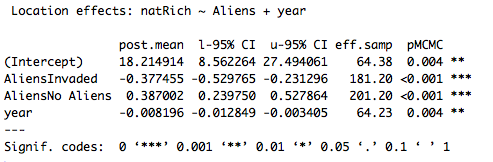 Location effects: natRich ~ Aliens + year
post.mean l-95% CI u-95% CI eff.samp pMCMC
(Intercept) 18.214914 8.562264 27.494061 64.38 0.004 **
AliensInvaded -0.377455 -0.529765 -0.231296 181.20 <0.001 ***
AliensNo Aliens 0.387002 0.239750 0.527864 201.20 <0.001 ***
year -0.008196 -0.012849 -0.003405 64.23 0.004 **
---
Signif. codes: 0 ‘***’ 0.001 ‘**’ 0.01 ‘*’ 0.05 ‘.’ 0.1 ‘ ’ 1